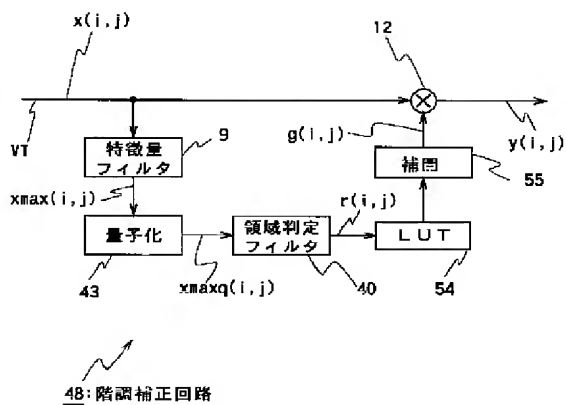 x(i,j)
12
VT
特徴量
フィルタ
9
g(i,j)
y(i,j)
補間
55
xmax(i,j)
r(i,j)
量子化
領域判定
フィルタ
LUT
43
xmaxq(i,j)
40
54
48:階調補正回路